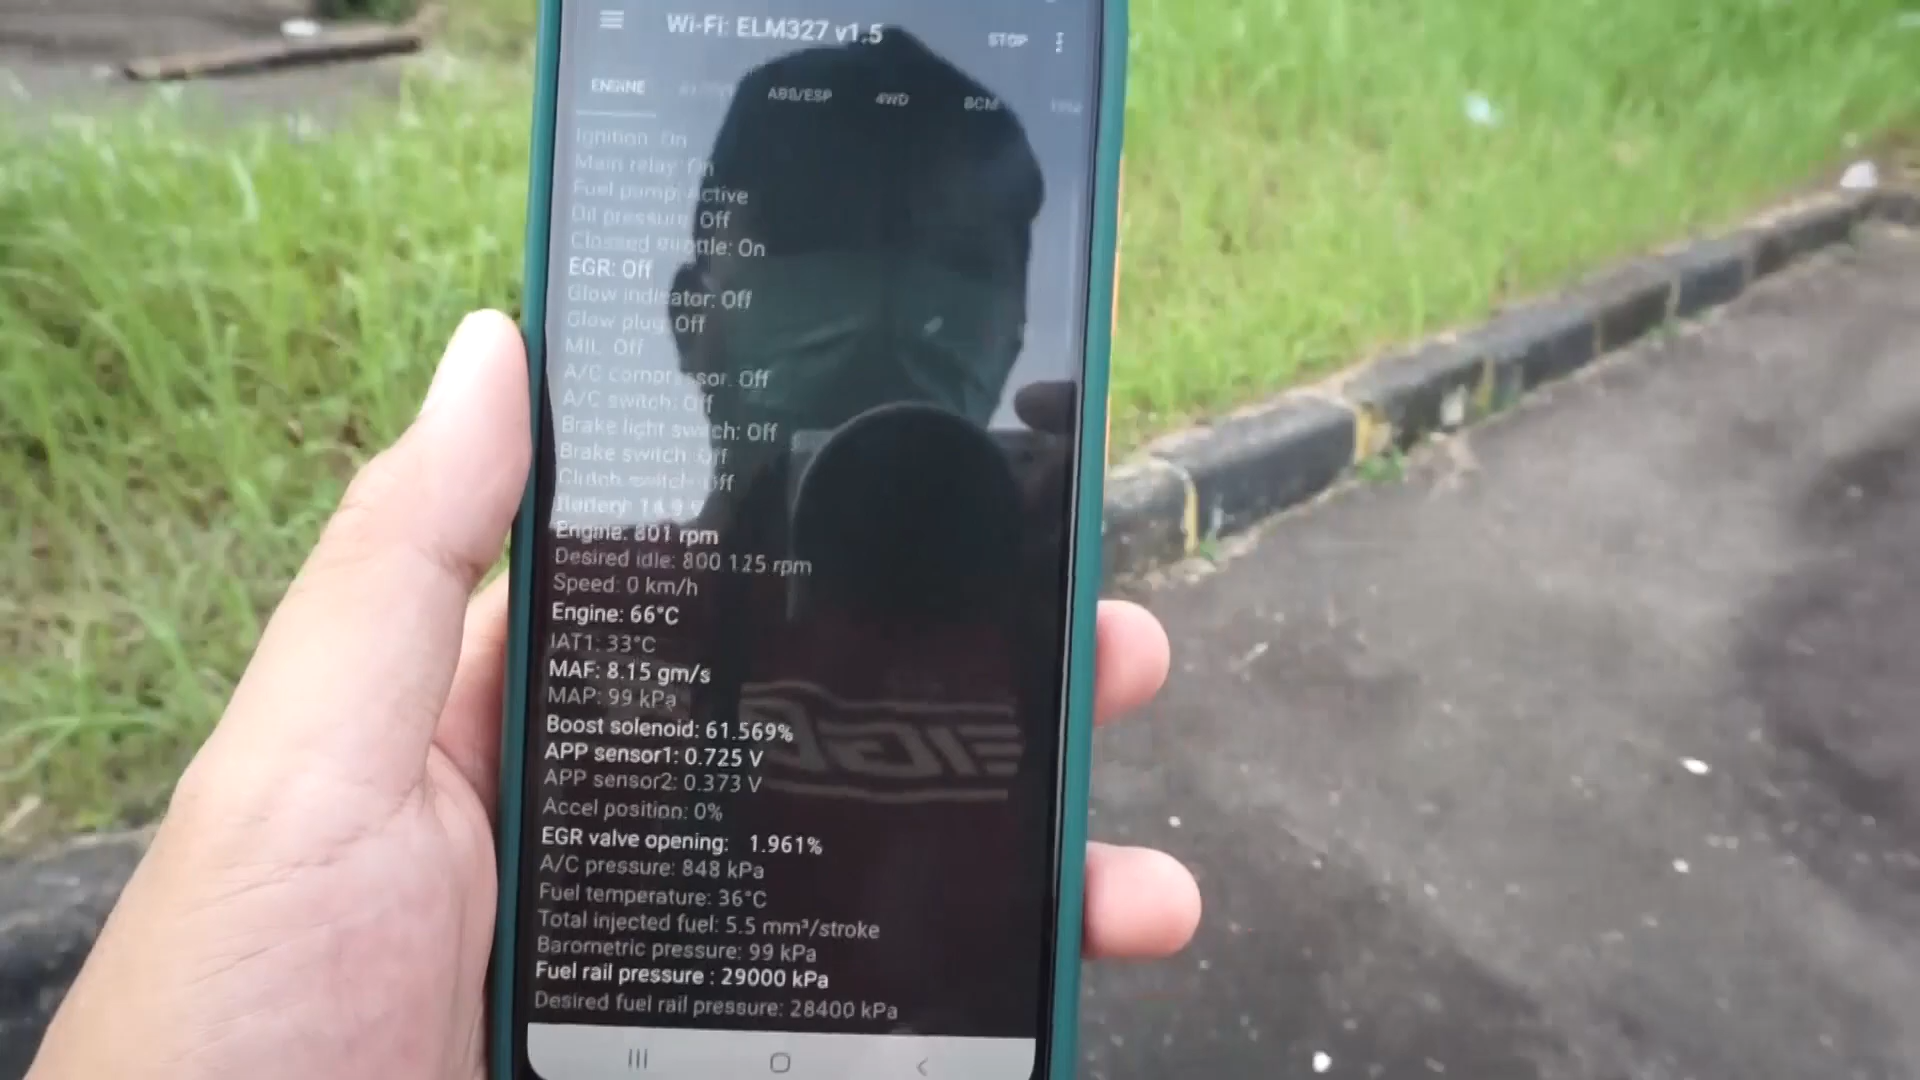 Wi-Fi: ELM327 v1.5
STOP
ENGINE
ABS/ESP
4WD
BCM
Ignition: On
Main relay: On
Fuel pump: Active
Oil pressure: Off
Clossed throttle: On
EGR: Off
Glow indicator: Off
Glow plug: Off
MIL: Off
A/C compressor: Off
A/C switch: Off
Brake light switch: Off
Brake switch: Off
Clutch switch: Off
Battery:
Engine: 801 rpm
Desired idle: 800 125 rpm
Speed: 0 km/h
Engine: 66°C
IAT1: 33°C
MAF: 8.15 gm/s
MAP: 99 kPa
Boost solenoid: 61.569%
APP sensor1: 0.725 V
APP sensor2: 0.373 V
Accel position: 0%
EGR valve opening: 1.961%
A/C pressure: 848 kPa
Fuel temperature: 36°C
Total injected fuel: 5.5 mm³/stroke
Barometric pressure: 99 kPa
Fuel rail pressure : 29000 kPa
Desired fuel rail pressure: 28400 kPa